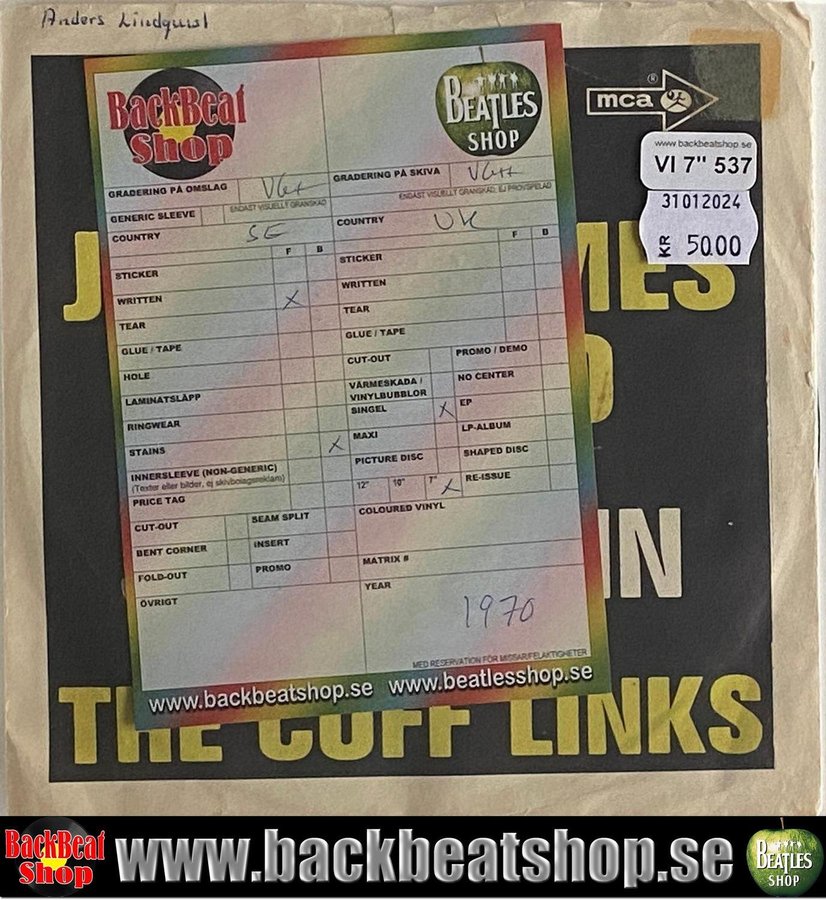 Anders Lindquist
BackBeat
Shop
BEATLES
SHOP
® mca
www.backbeatshop.se
VI 7" 537
31012024
KR 50.00
GRADERING PÅ OMSLAG VG+
GRADERING PÅ SKIVA VG++
ENDAST VISUELLT GRANSKAD
ENDAST VISUELLT GRANSKAD, EJ PROVSPELAD
GENERIC SLEEVE
COUNTRY SE
COUNTRY UK
F B
F B
STICKER
WRITTEN X
TEAR
GLUE / TAPE
HOLE
LAMINATSLÄPP
RINGWEAR
STAINS X
INNERSLEEVE (NON-GENERIC)
(Texter eller bilder, ej skivbolagsreklam)
PRICE TAG
CUT-OUT
SEAM SPLIT
BENT CORNER
INSERT
FOLD-OUT
PROMO
ÖVRIGT
STICKER
WRITTEN
TEAR
GLUE / TAPE
CUT-OUT
PROMO / DEMO
VÄRMESKADA /
VINYLBUBBLOR
NO CENTER
SINGEL X
EP
MAXI
LP-ALBUM
PICTURE DISC
SHAPED DISC
12" 10" 7" X
RE-ISSUE
COLOURED VINYL
MATRIX #
YEAR
1970
MED RESERVATION FÖR MISSAR/FELAKTIGHETER
www.backbeatshop.se www.beatlesshop.se
J MES
IN
THE CUFF LINKS
BackBeat
Shop
www.backbeatshop.se
BEATLES
SHOP